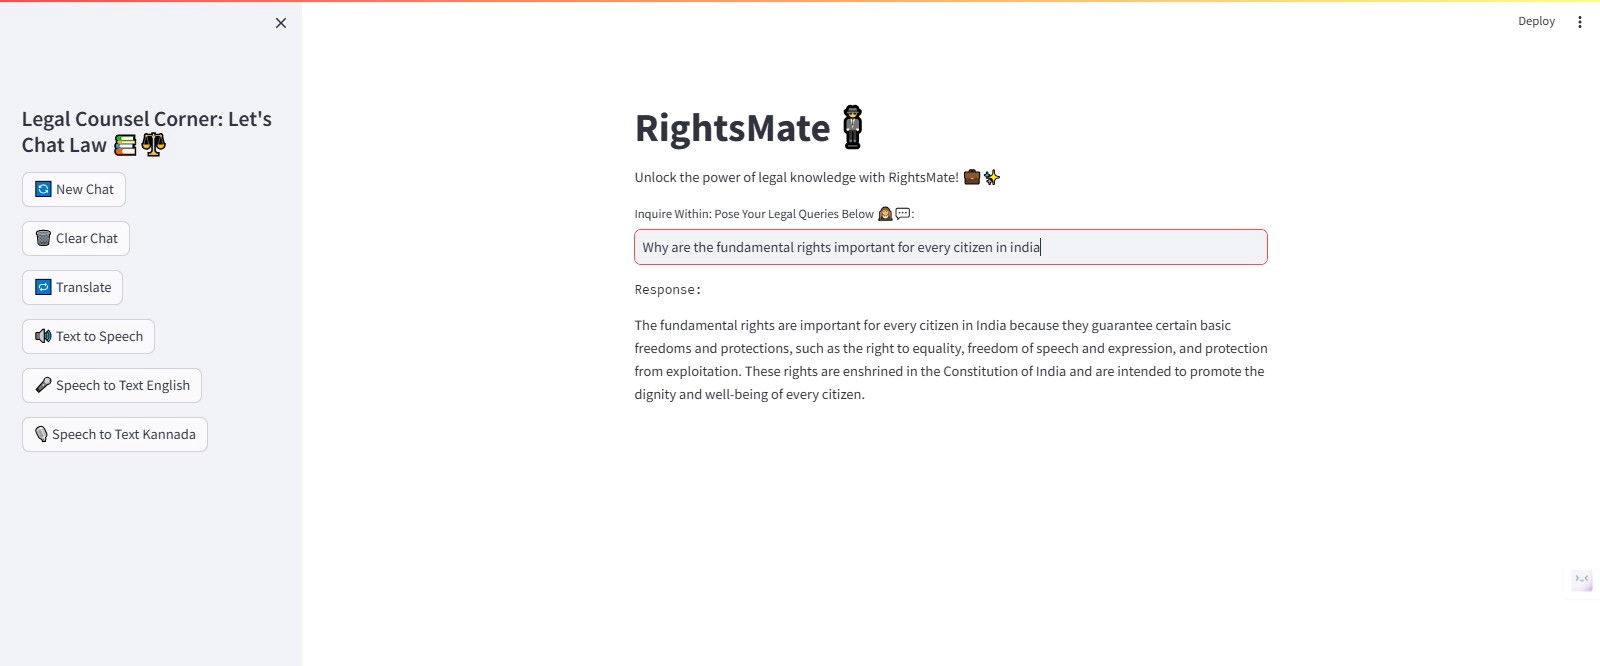 Deploy
Legal Counsel Corner: Let's
Chat Law
New Chat
Clear Chat
Translate
Text to Speech
Speech to Text English
Speech to Text Kannada
RightsMate
Unlock the power of legal knowledge with RightsMate!
Inquire Within: Pose Your Legal Queries Below :
Why are the fundamental rights important for every citizen in india
Response:
The fundamental rights are important for every citizen in India because they guarantee certain basic
freedoms and protections, such as the right to equality, freedom of speech and expression, and protection
from exploitation. These rights are enshrined in the Constitution of India and are intended to promote the
dignity and well-being of every citizen.